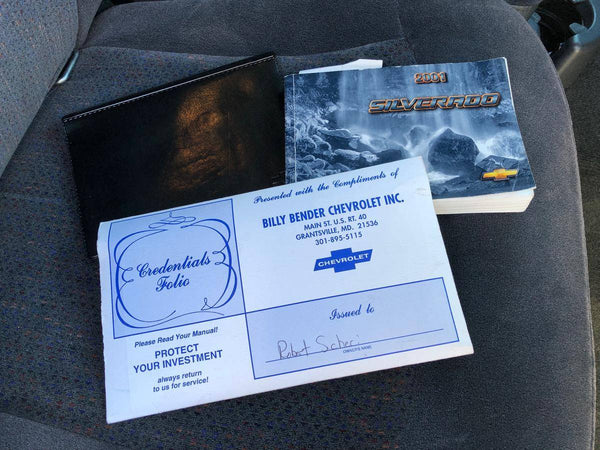 2001
SILVERADO
Presented with the Compliments of
BILLY BENDER CHEVROLET INC.
MAIN ST. U.S. RT. 40
GRANTSVILLE, MD. 21536
301-895-5115
CHEVROLET
Credentials
Folio
Please Read Your Manual!
PROTECT
YOUR INVESTMENT
always return
to us for service!
Issued to
Robert
OWNER'S NAME